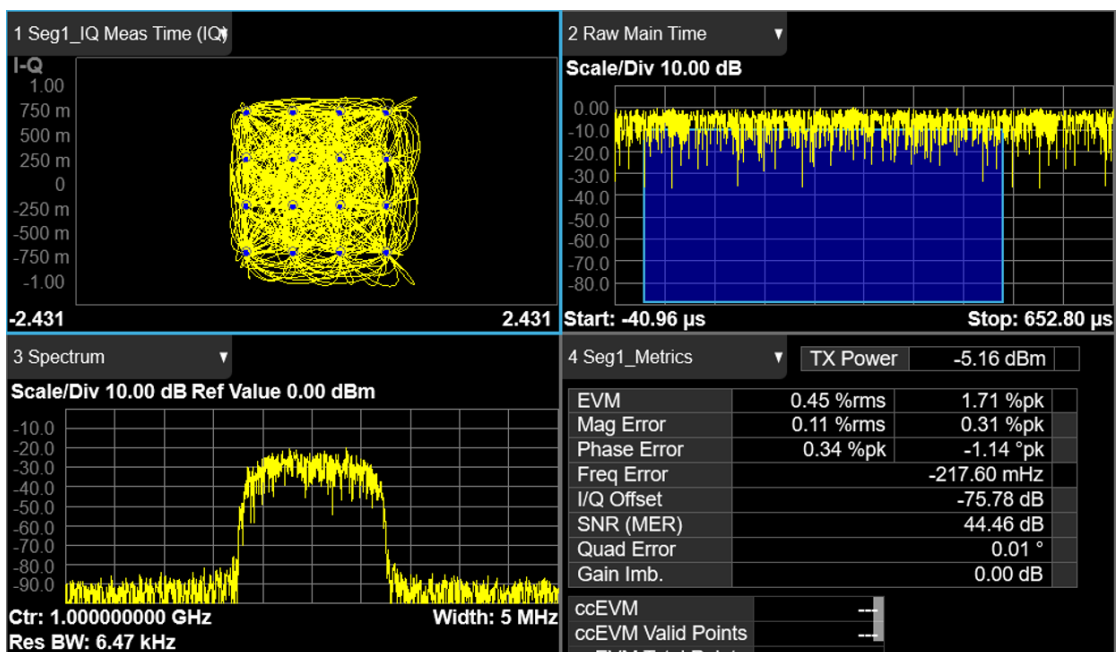 1 Seg1_IQ Meas Time (IQ)
I-Q
1.00
750 m
500 m
250 m
0
-250 m
-500 m
-750 m
-1.00
-2.431 2.431
2 Raw Main Time
Scale/Div 10.00 dB
0.00
-10.0
-20.0
-30.0
-40.0
-50.0
-60.0
-70.0
-80.0
Start: -40.96 µs Stop: 652.80 µs
3 Spectrum
Scale/Div 10.00 dB Ref Value 0.00 dBm
-10.0
-20.0
-30.0
-40.0
-50.0
-60.0
-70.0
-80.0
-90.0
Ctr: 1.000000000 GHz Width: 5 MHz
Res BW: 6.47 kHz
4 Seg1_Metrics TX Power -5.16 dBm
EVM 0.45 %rms 1.71 %pk
Mag Error 0.11 %rms 0.31 %pk
Phase Error 0.34 %pk -1.14 °pk
Freq Error -217.60 mHz
I/Q Offset -75.78 dB
SNR (MER) 44.46 dB
Quad Error 0.01 °
Gain Imb. 0.00 dB
ccEVM ---
ccEVM Valid Points ---